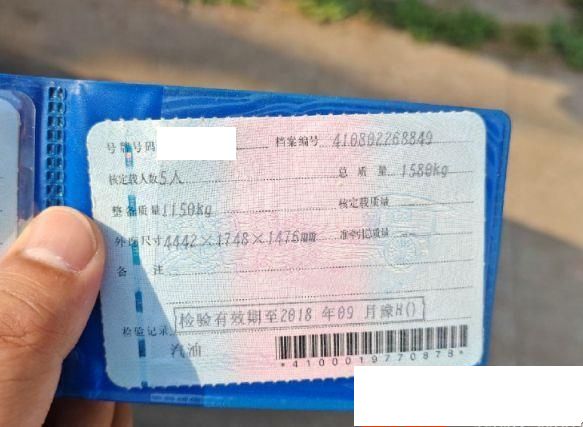 号牌号码 档案编号 410802268849
核定载人数 5人 总质量 1580kg
整备质量 1150kg 核定载质量
外廓尺寸 4442×1748×1476mm 准牵引总质量 --
备注
检验有效期至2018 年09 月豫H()
检验记录
汽油
*4100019770878*